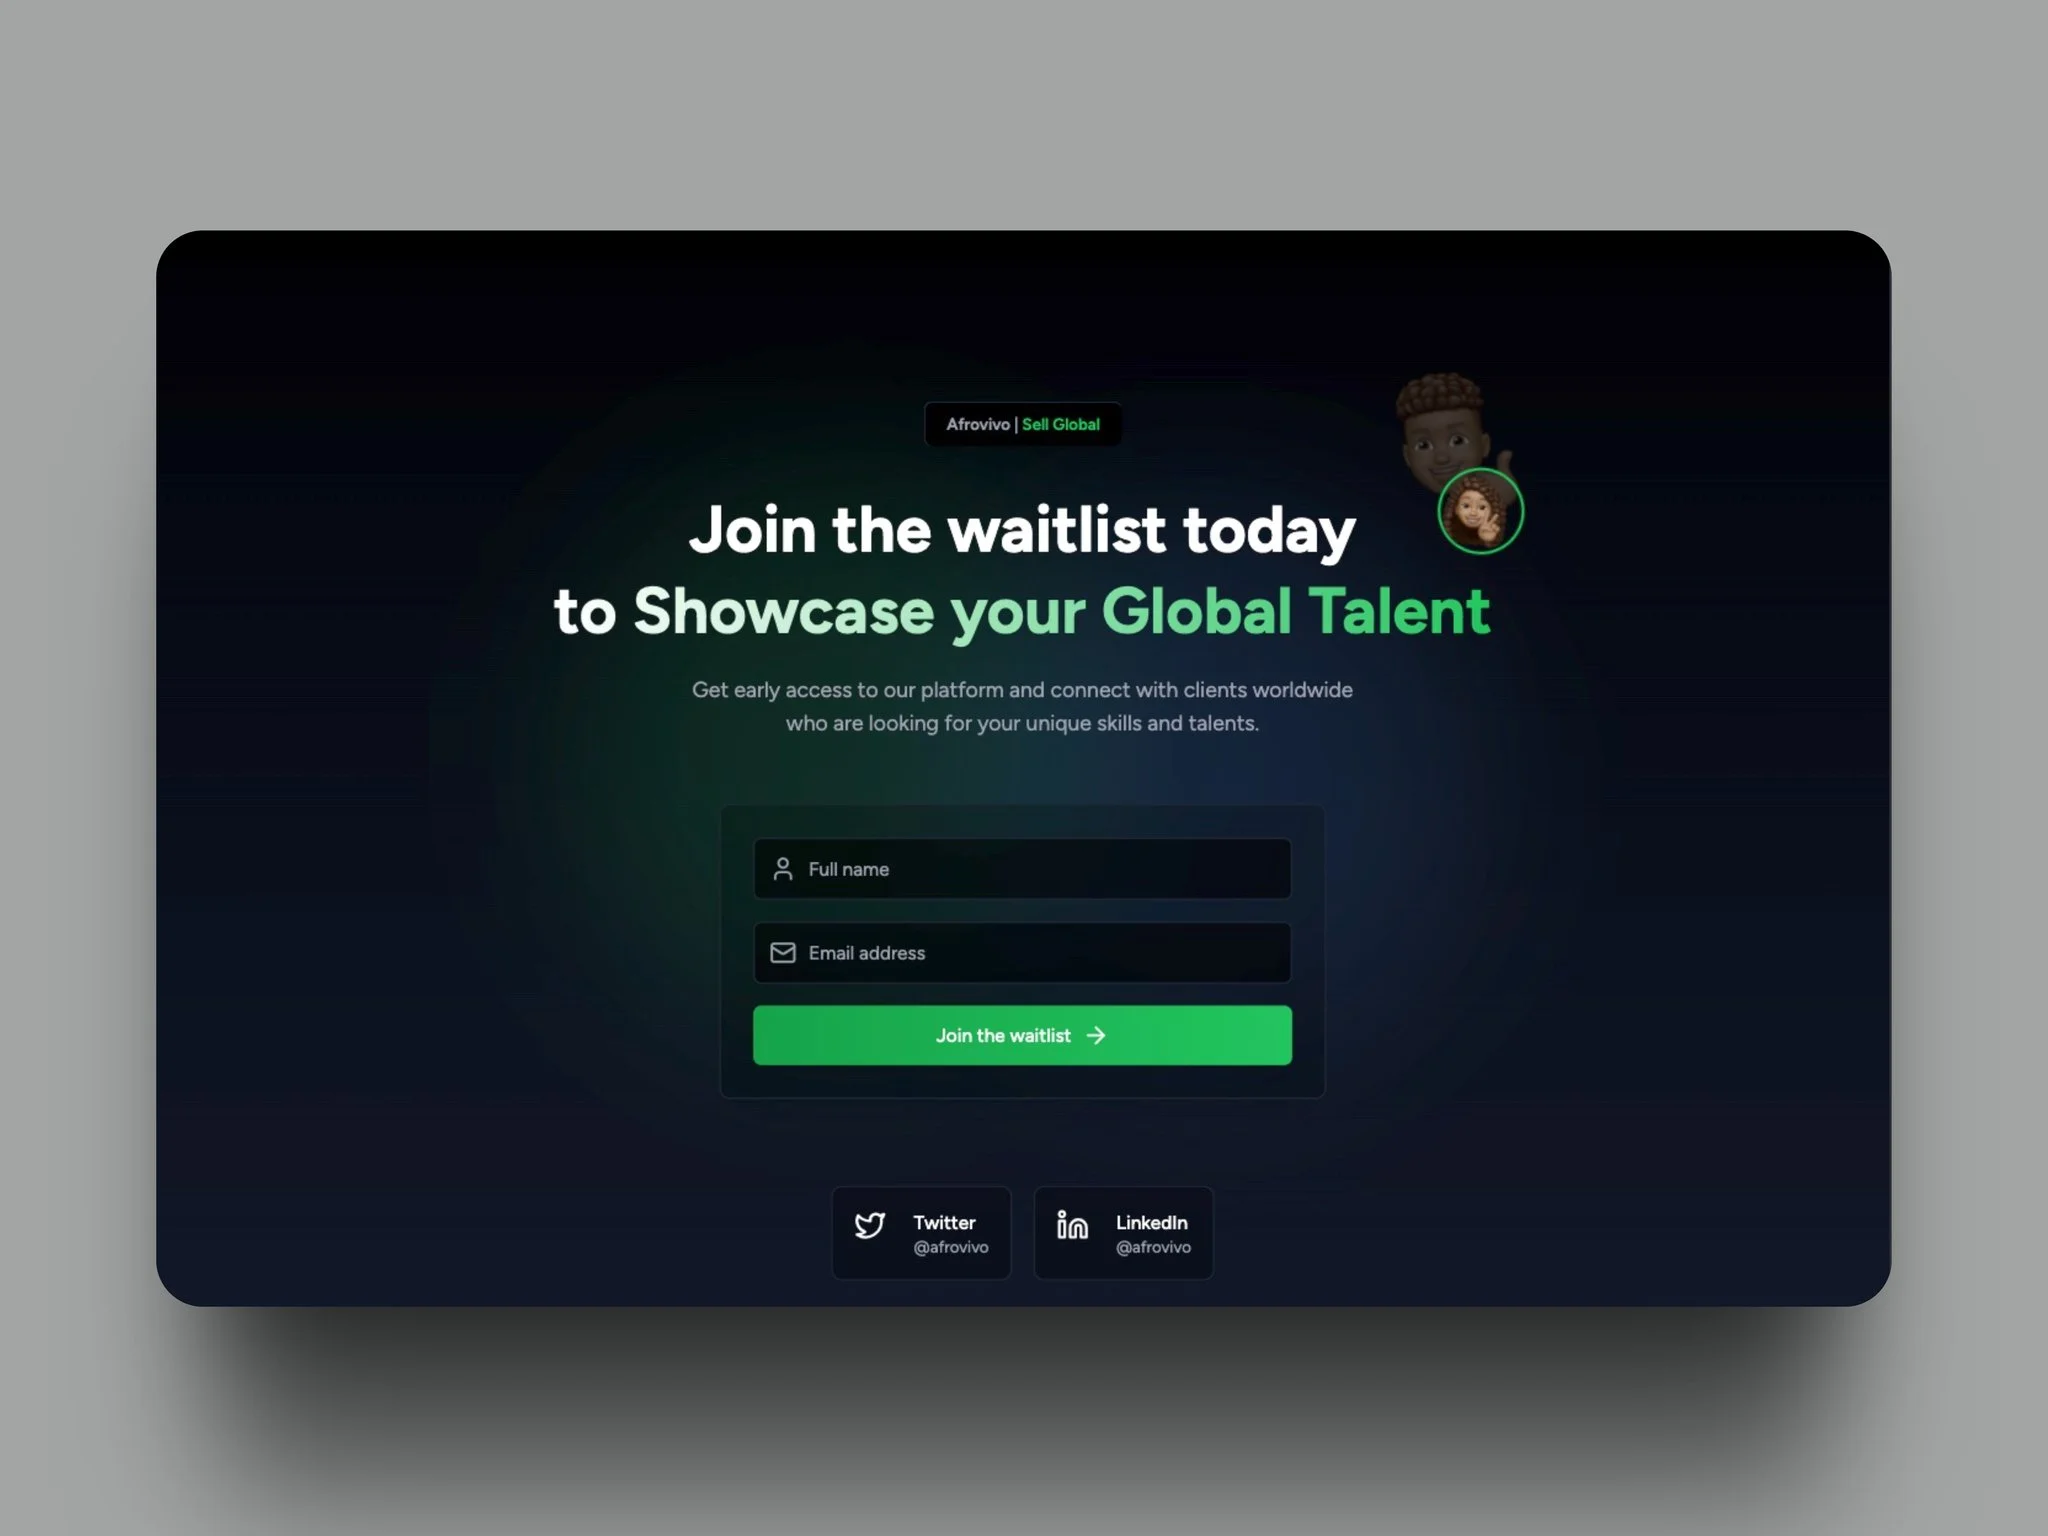 Afrovivo | Sell Global
Join the waitlist today
to Showcase your Global Talent
Get early access to our platform and connect with clients worldwide
who are looking for your unique skills and talents.
Full name
Email address
Join the waitlist
Twitter
@afrovivo
LinkedIn
@afrovivo